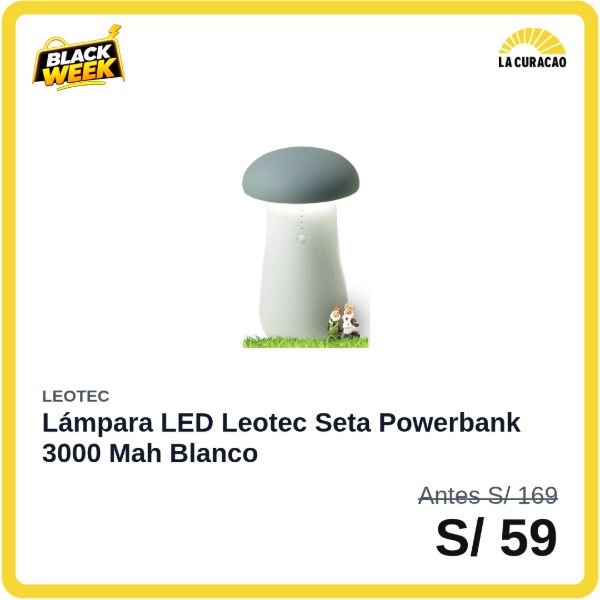 BLACK
WEEK
LA CURACAO
LEOTEC
Lámpara LED Leotec Seta Powerbank
3000 Mah Blanco
Antes S/ 169
S/ 59